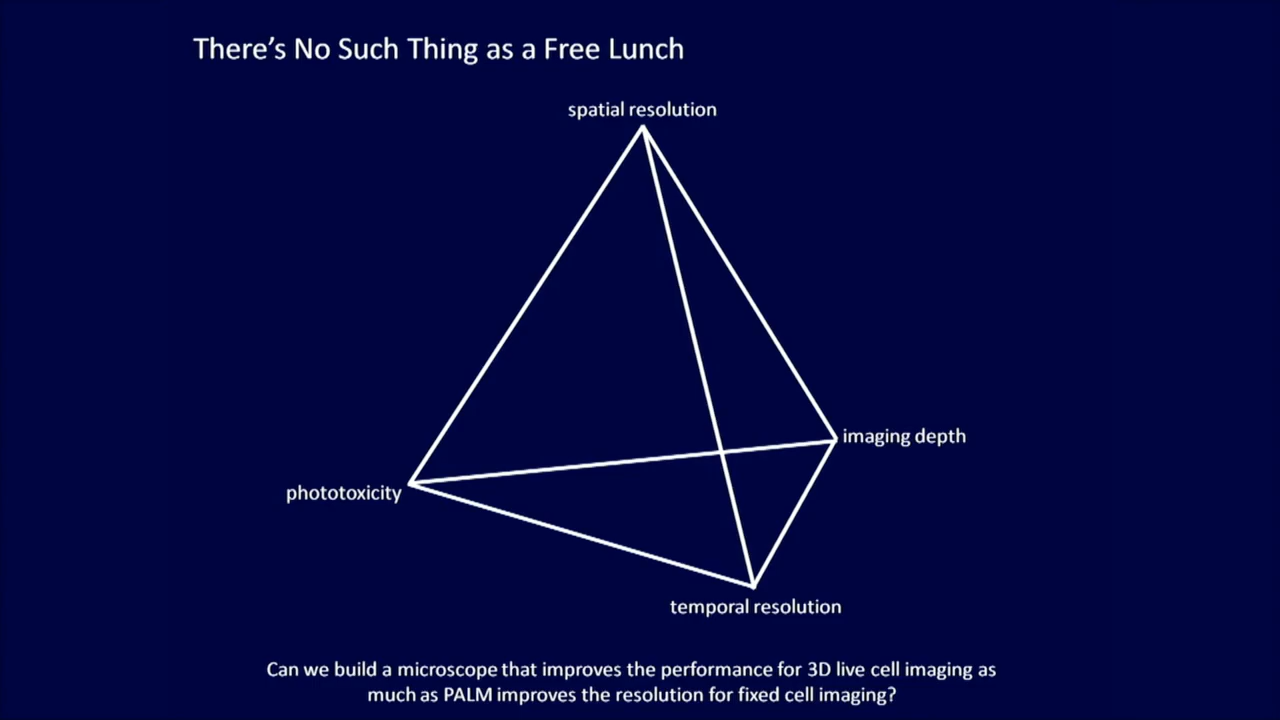 There's No Such Thing as a Free Lunch
spatial resolution
imaging depth
phototoxicity
temporal resolution
Can we build a microscope that improves the performance for 3D live cell imaging as
much as PALM improves the resolution for fixed cell imaging?